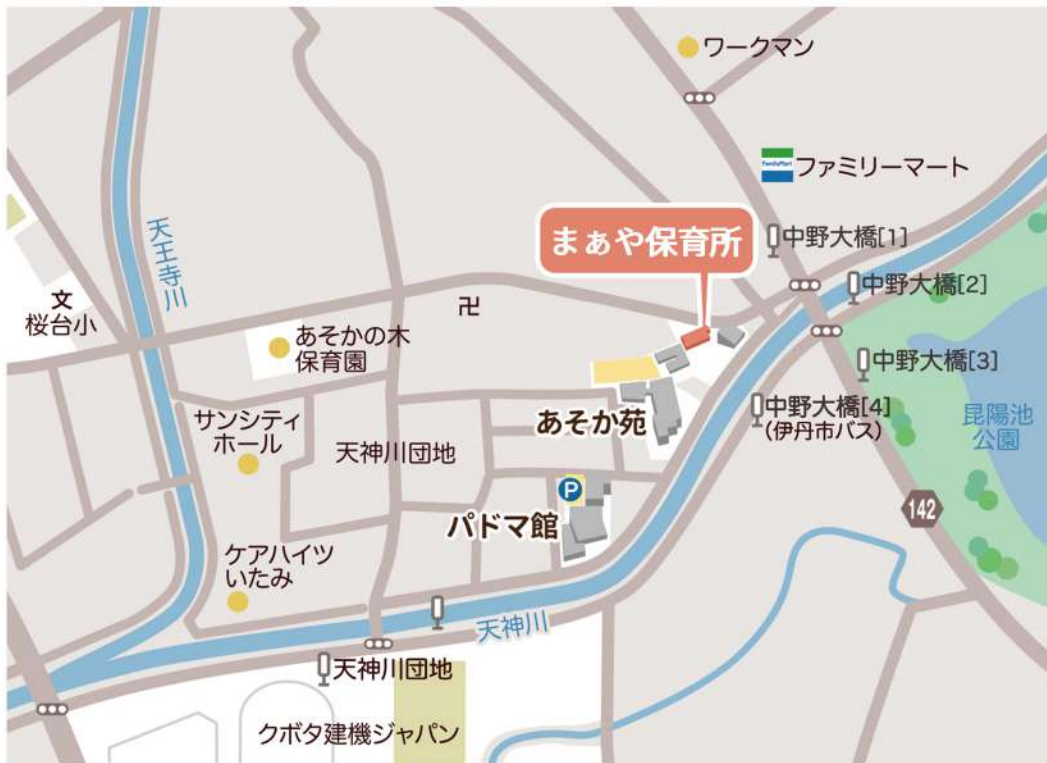 ワークマン
FamilyMart
ファミリーマート
まぁや保育所
中野大橋[1]
天王寺川
中野大橋[2]
文
桜台小
卍
あそかの木
保育園
中野大橋[3]
中野大橋[4]
(伊丹市バス)
昆陽池
公園
サンシティ
ホール
天神川団地
あそか苑
P
142
パドマ館
ケアハイツ
いたみ
天神川
天神川団地
クボタ建機ジャパン